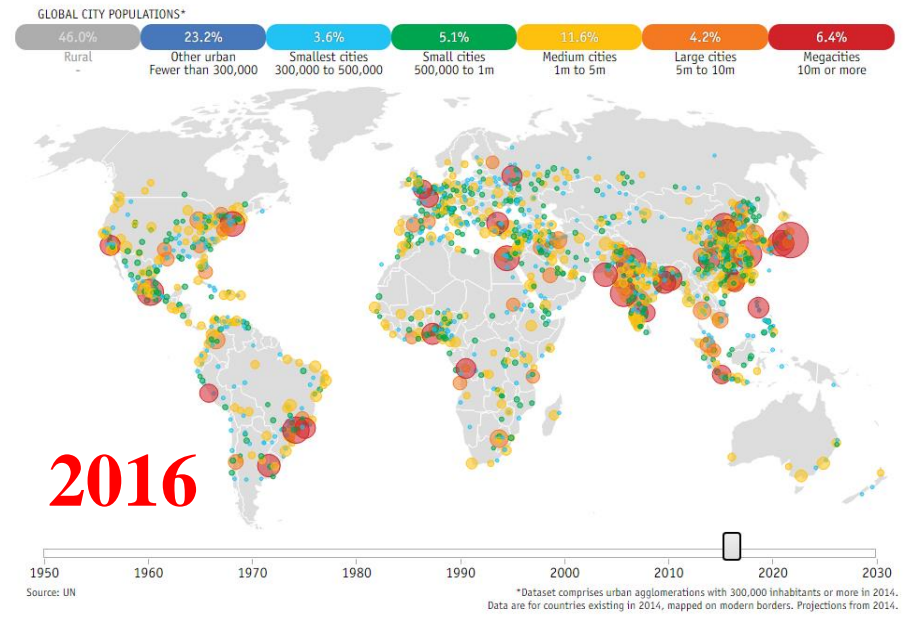 GLOBAL CITY POPULATIONS*
46.0% 23.2% 3.6% 5.1% 11.6% 4.2% 6.4%
Rural Other urban Smallest cities Small cities Medium cities Large cities Megacities
- Fewer than 300,000 300,000 to 500,000 500,000 to 1m 1m to 5m 5m to 10m 10m or more
2016
1950 1960 1970 1980 1990 2000 2010 2020 2030
Source: UN
*Dataset comprises urban agglomerations with 300,000 inhabitants or more in 2014.
Data are for countries existing in 2014, mapped on modern borders. Projections from 2014.